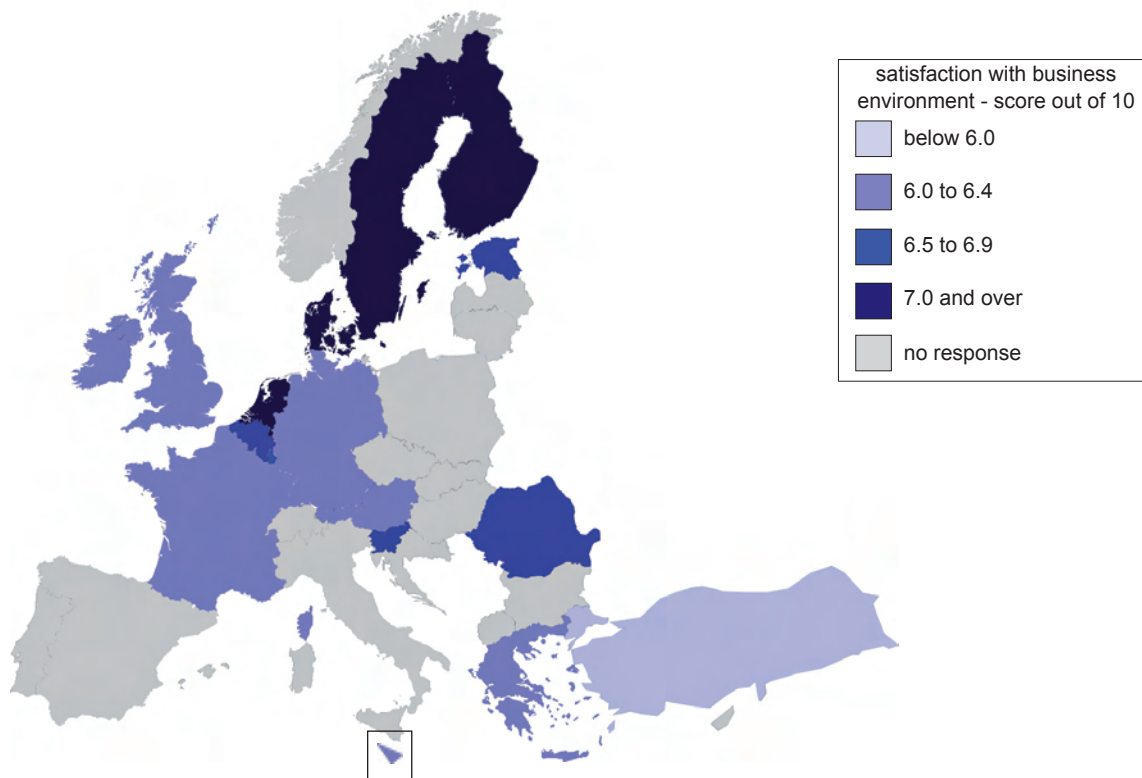 satisfaction with business
environment - score out of 10
below 6.0
6.0 to 6.4
6.5 to 6.9
7.0 and over
no response